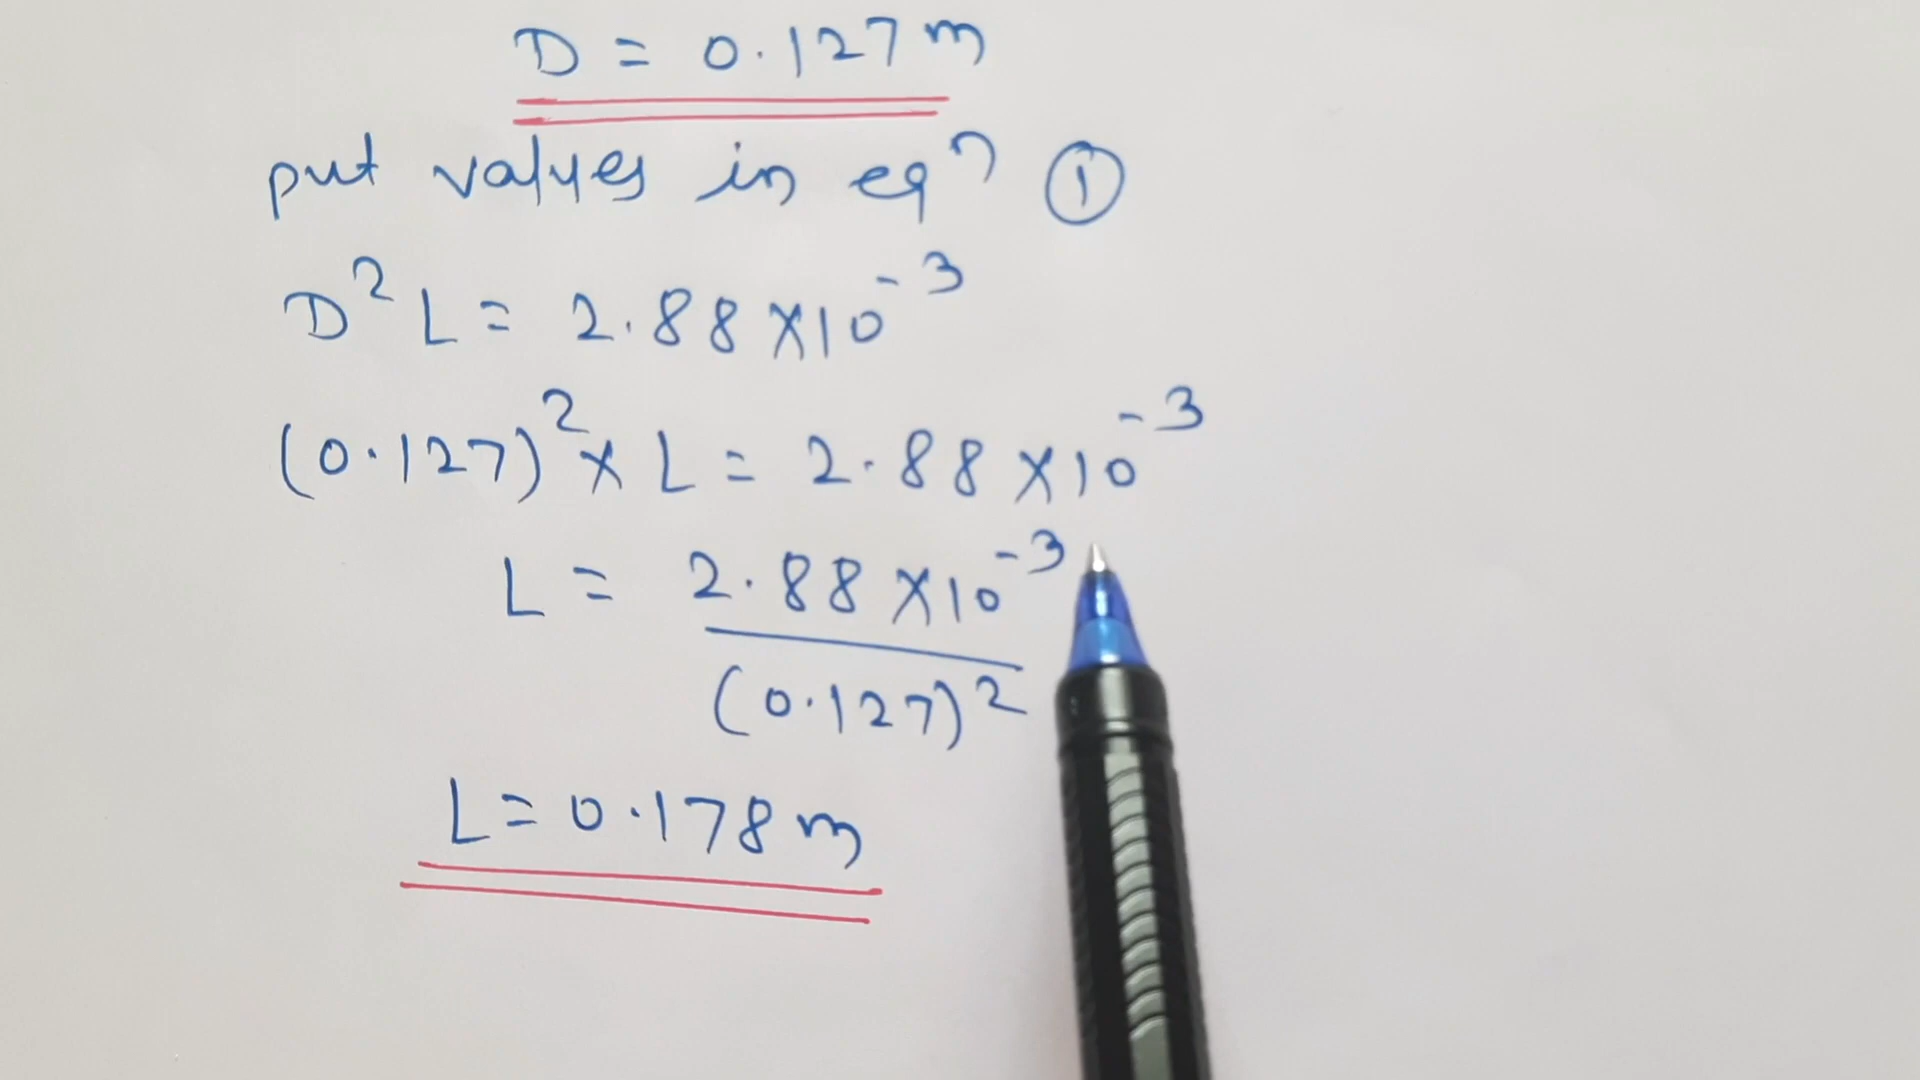 D = 0.127 m
put values in eqⁿ ①
D² L = 2.88 × 10⁻³
(0.127)² × L = 2.88 × 10⁻³
L = 2.88 × 10⁻³
(0.127)²
L = 0.178 m